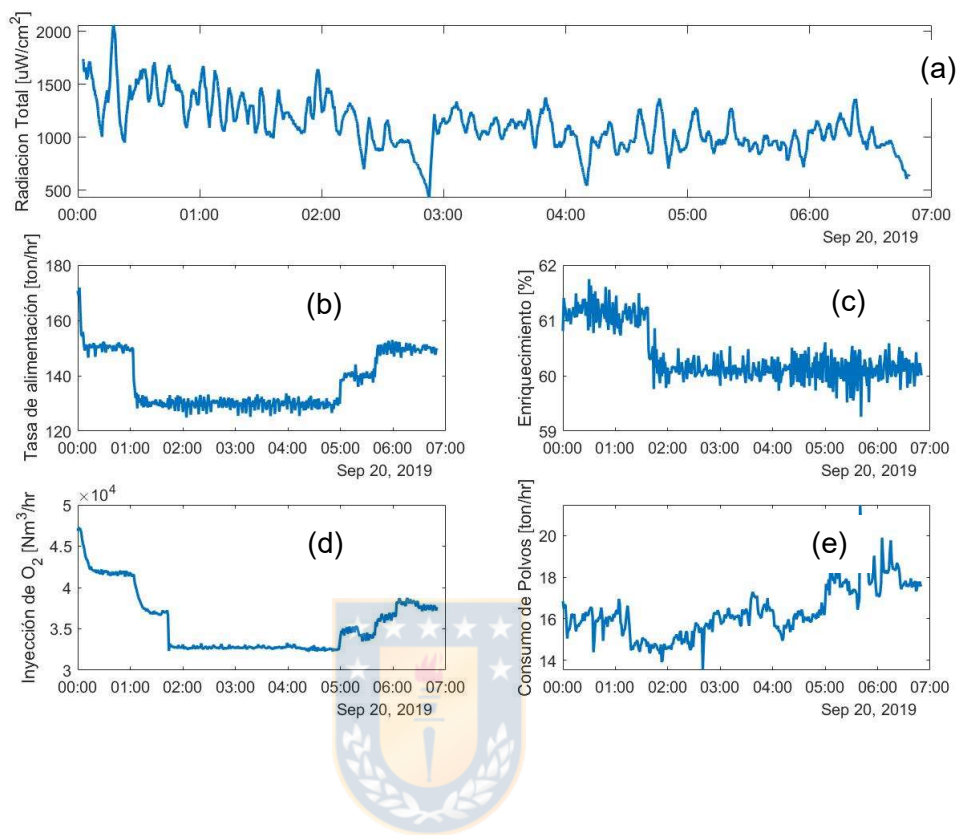 Radiacion Total [uW/cm²]
2000
1500
1000
500
(a)
00:00 01:00 02:00 03:00 04:00 05:00 06:00 07:00
Sep 20, 2019
Tasa de alimentación [ton/hr]
180
160
140
120
(b)
00:00 01:00 02:00 03:00 04:00 05:00 06:00 07:00
Sep 20, 2019
Enriquecimiento [%]
62
61
60
59
(c)
00:00 01:00 02:00 03:00 04:00 05:00 06:00 07:00
Sep 20, 2019
Inyección de O₂ [Nm³/hr
× 10⁴
5
4.5
4
3.5
3
(d)
00:00 01:00 02:00 03:00 04:00 05:00 06:00 07:00
Sep 20, 2019
Consumo de Polvos [ton/hr]
20
18
16
14
(e)
00:00 01:00 02:00 03:00 04:00 05:00 06:00 07:00
Sep 20, 2019